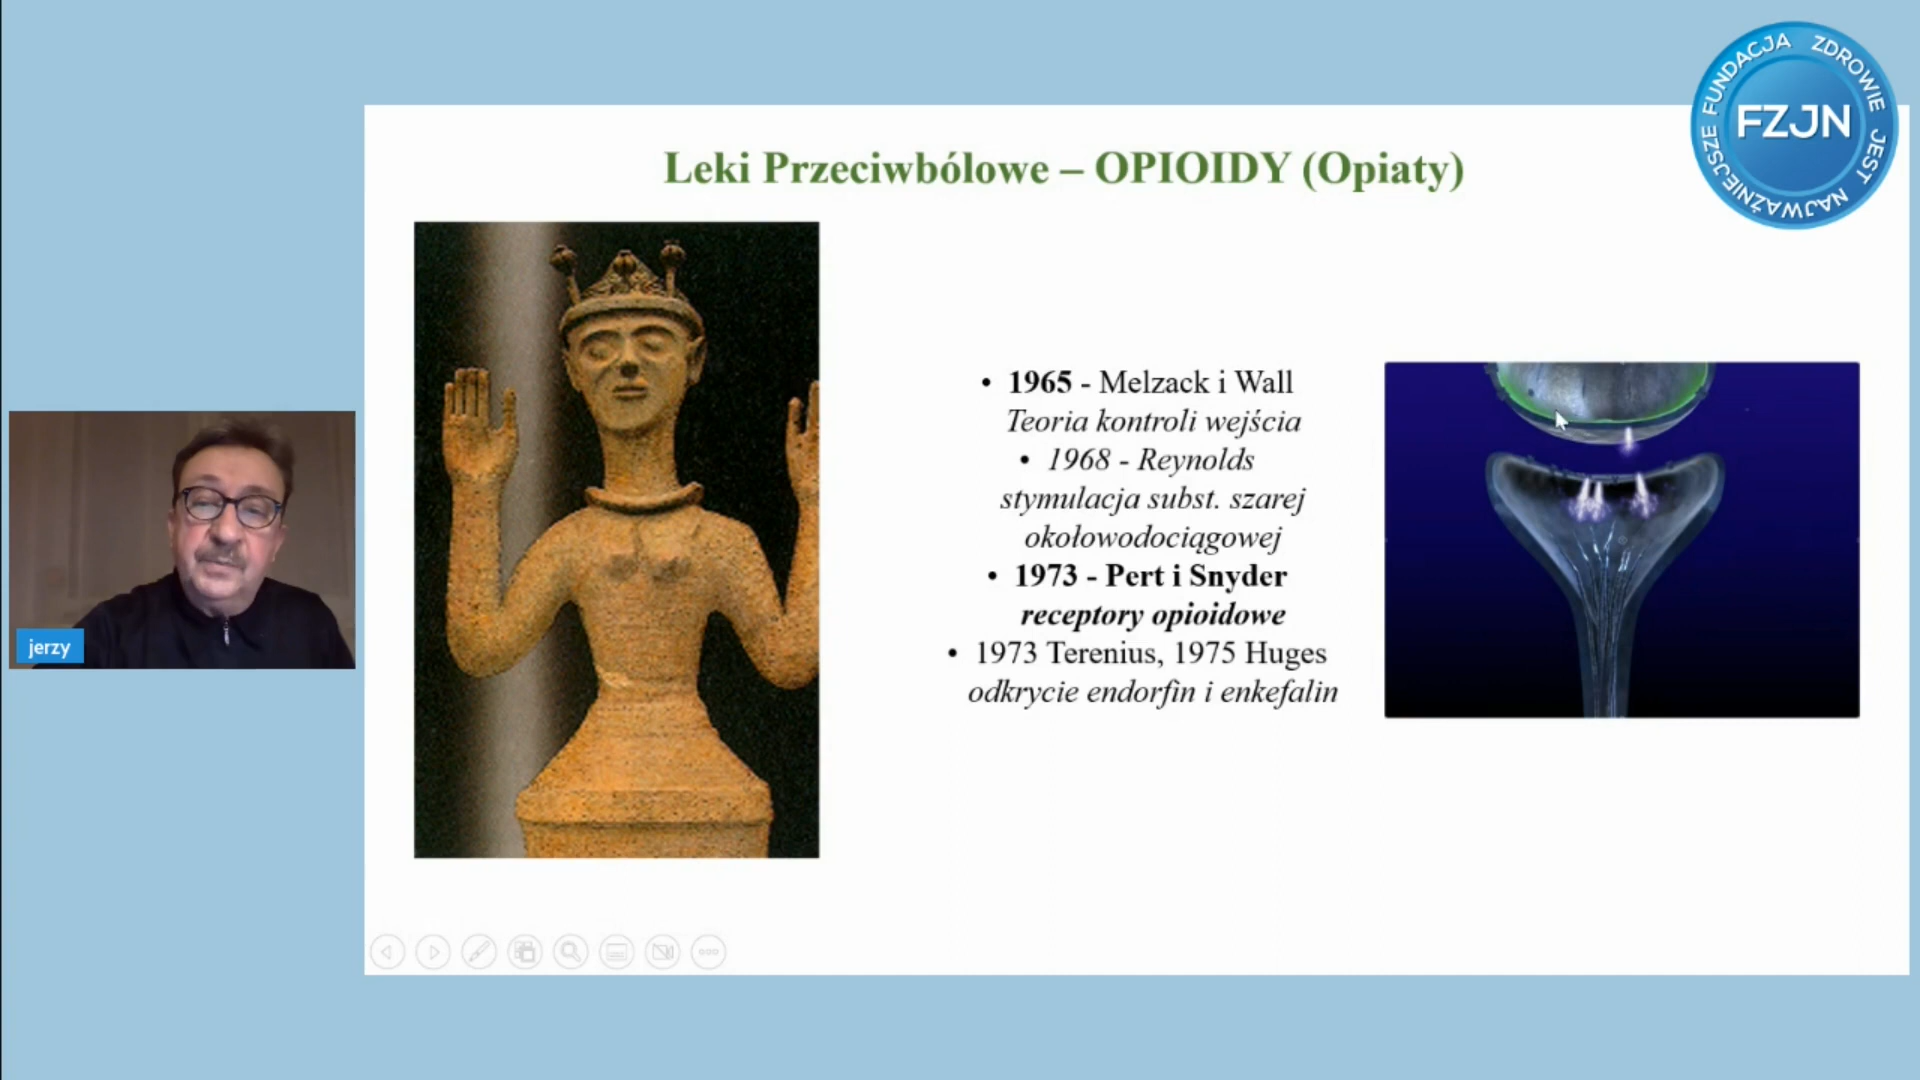 Leki Przeciwbólowe – OPIOIDY (Opiaty)
FUNDACJA ZDROWIE JEST NAJWAŻNIEJSZE
FZJN
• 1965 - Melzack i Wall
Teoria kontroli wejścia
• 1968 - Reynolds
stymulacja subst. szarej
okołowodociągowej
• 1973 - Pert i Snyder
receptory opioidowe
• 1973 Terenius, 1975 Huges
odkrycie endorfin i enkefalin
jerzy